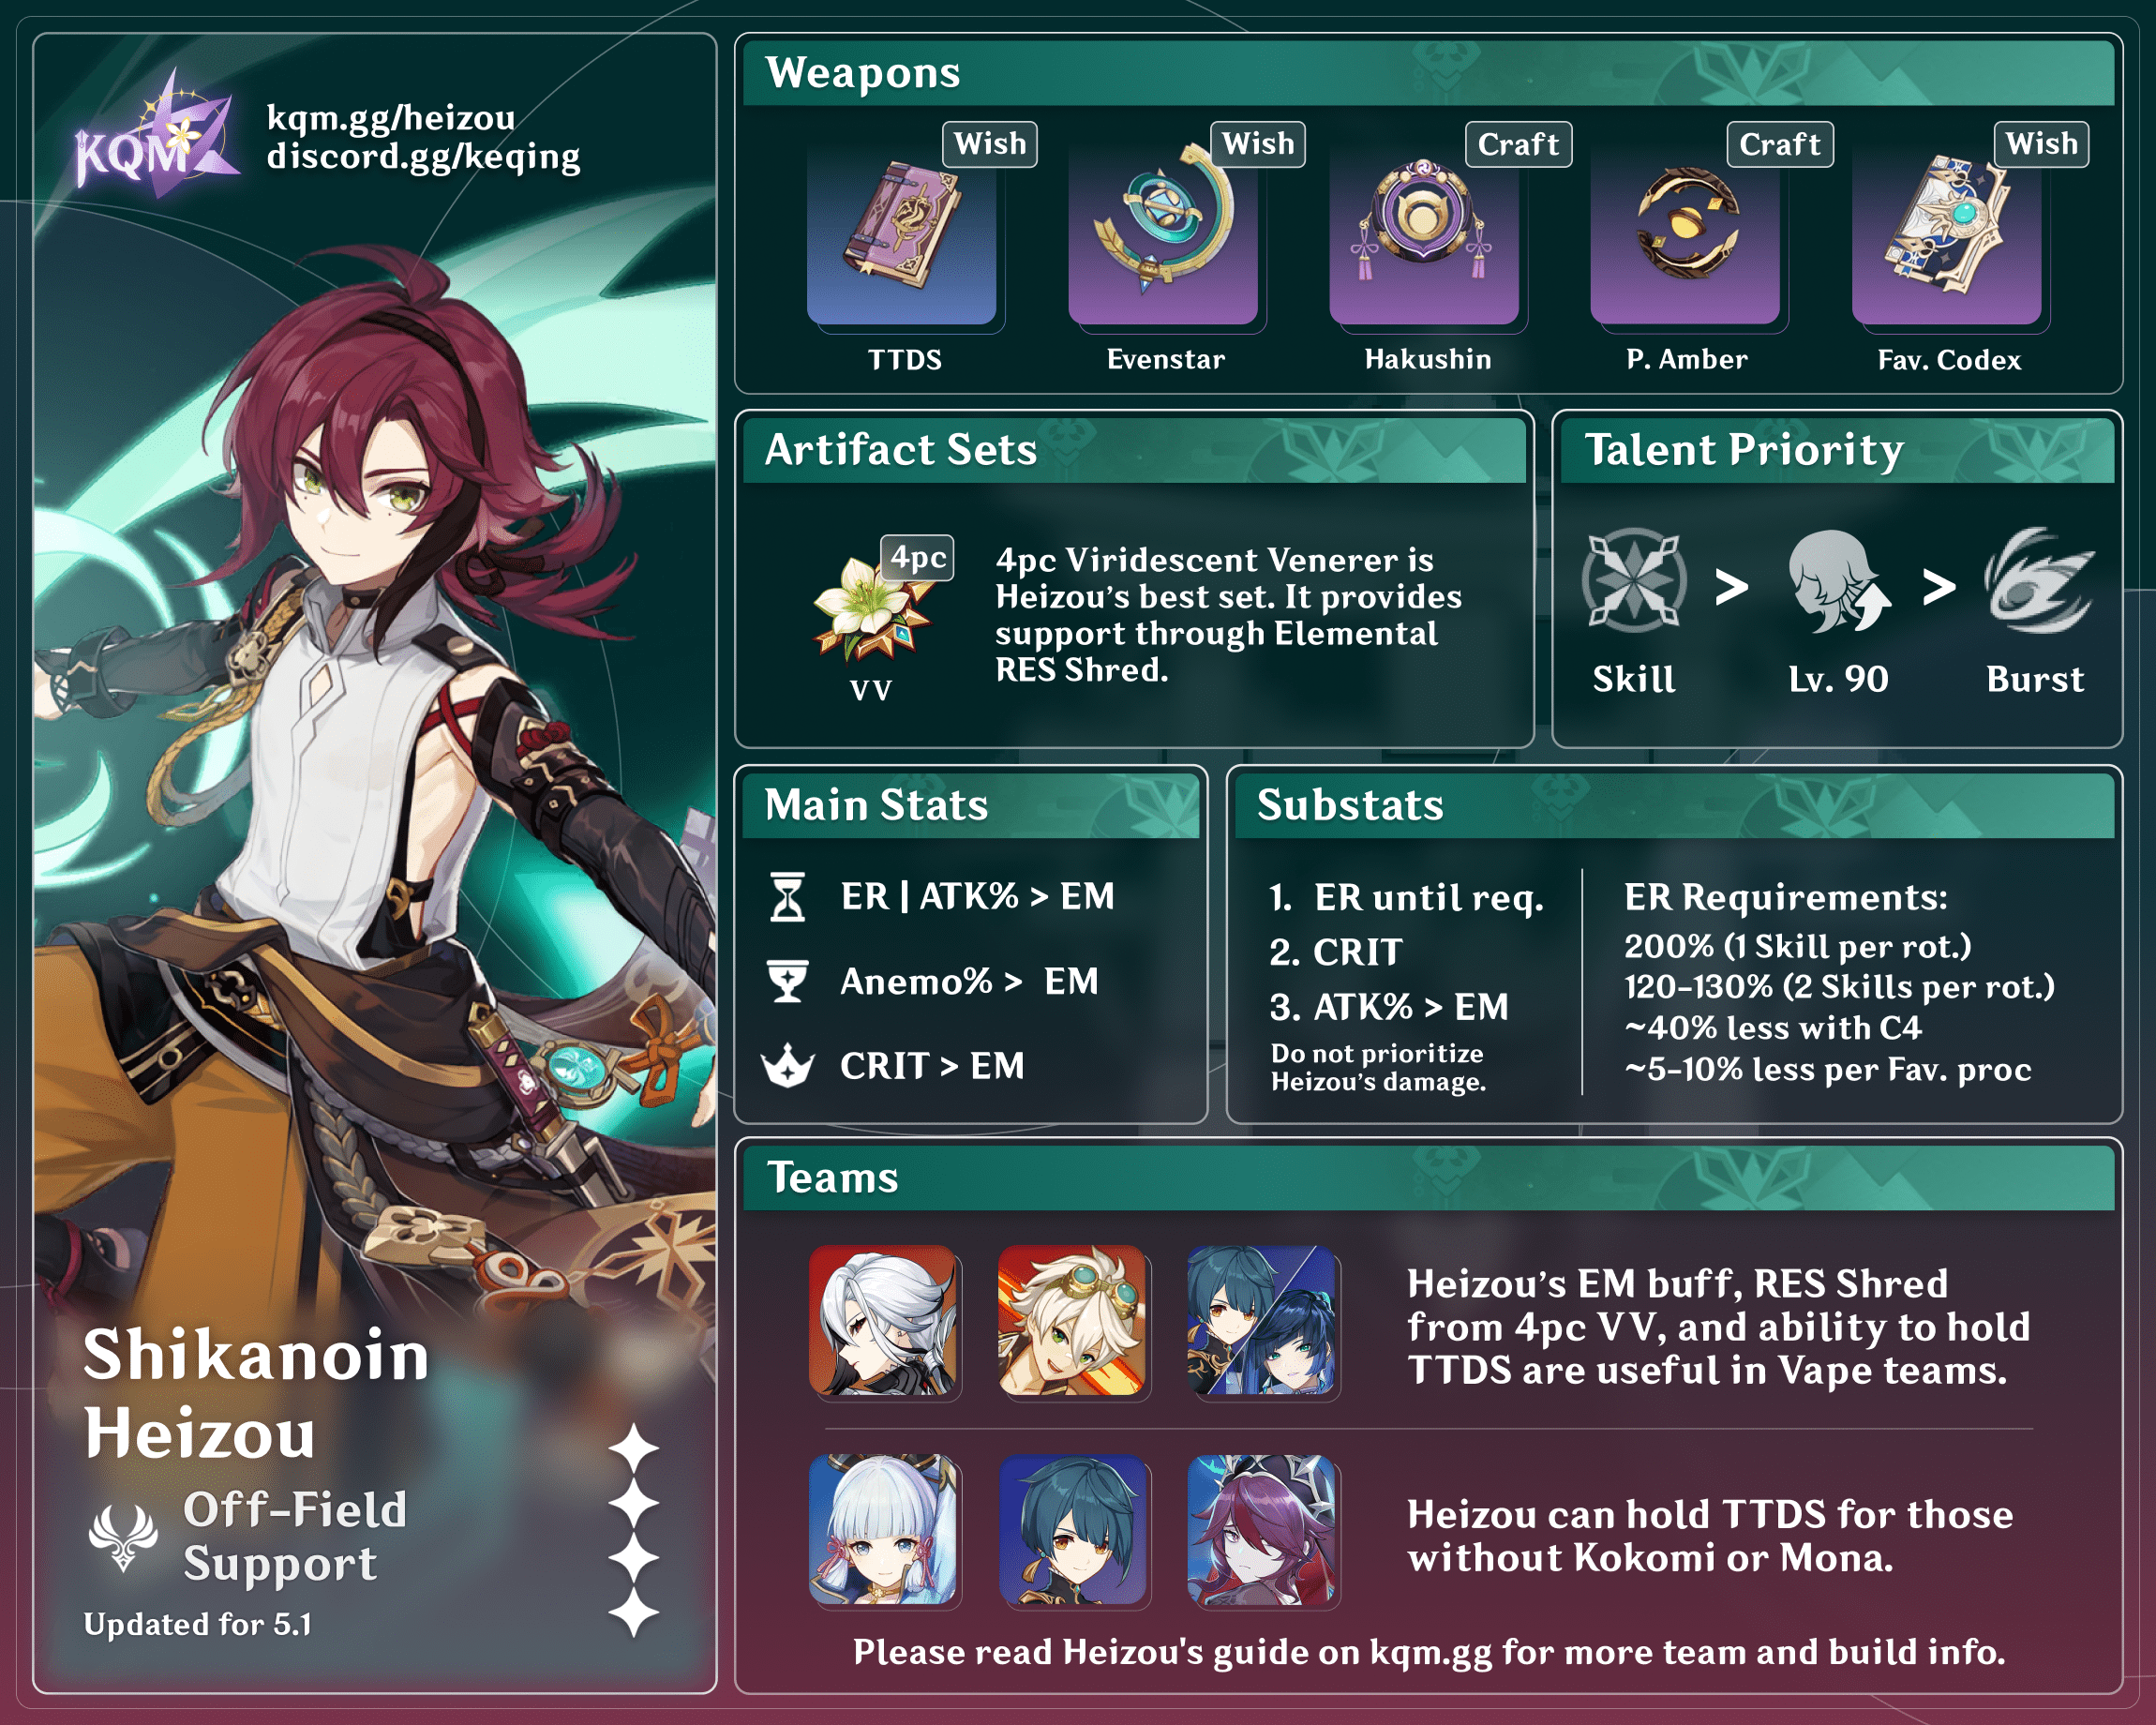 KQM
kqm.gg/heizou
discord.gg/keqing
Shikanoin
Heizou
Off-Field
Support
Updated for 5.1
Weapons
Wish
Wish
Craft
Craft
Wish
TTDS
Evenstar
Hakushin
P. Amber
Fav. Codex
Artifact Sets
4pc
VV
4pc Viridescent Venerer is
Heizou's best set. It provides
support through Elemental
RES Shred.
Talent Priority
> >
Skill
Lv. 90
Burst
Main Stats
ER | ATK% > EM
Anemo% > EM
CRIT > EM
Substats
1. ER until req.
2. CRIT
3. ATK% > EM
Do not prioritize
Heizou's damage.
ER Requirements:
200% (1 Skill per rot.)
120-130% (2 Skills per rot.)
~40% less with C4
~5-10% less per Fav. proc
Teams
Heizou's EM buff, RES Shred
from 4pc VV, and ability to hold
TTDS are useful in Vape teams.
Heizou can hold TTDS for those
without Kokomi or Mona.
Please read Heizou's guide on kqm.gg for more team and build info.